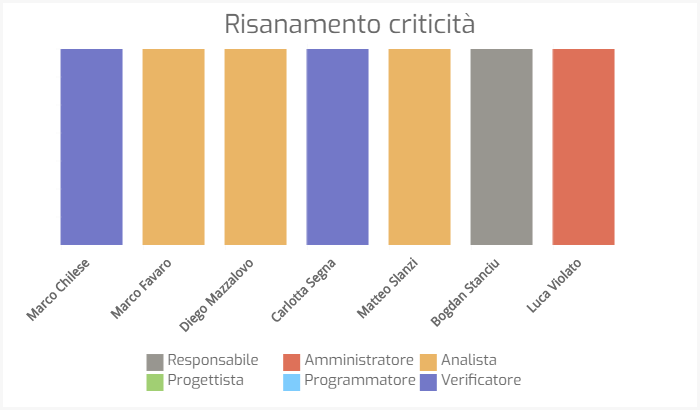 Risanamento criticità
Marco Chilese
Marco Favaro
Diego Mazzalovo
Carlotta Segna
Matteo Slanzi
Bogdan Stanciu
Luca Violato
Responsabile Amministratore Analista
Progettista Programmatore Verificatore